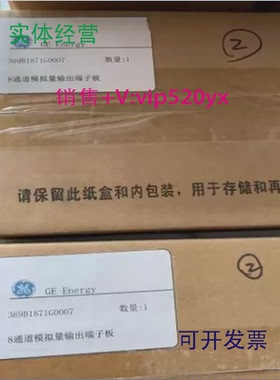 实体经营
GE Energy
369B1871G0007 数量:1
8通道模拟量输出端子板
2
销售+V:vip520yx
请保留此纸盒和内包装，用于存储和再
GE Energy
369B1871G0007 数量:1
8通道模拟量输出端子板
2
可开发票